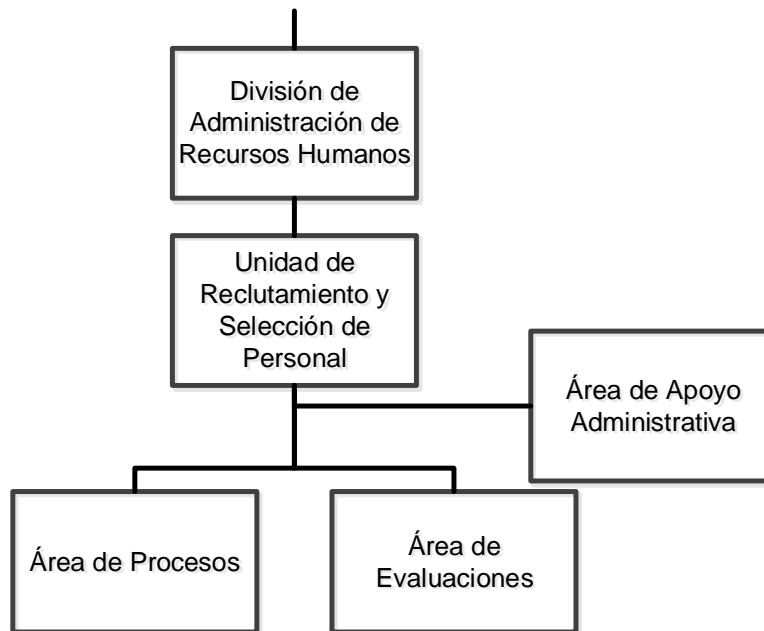 División de
Administración de
Recursos Humanos
Unidad de
Reclutamiento y
Selección de
Personal
Área de Apoyo
Administrativa
Área de Procesos
Área de
Evaluaciones